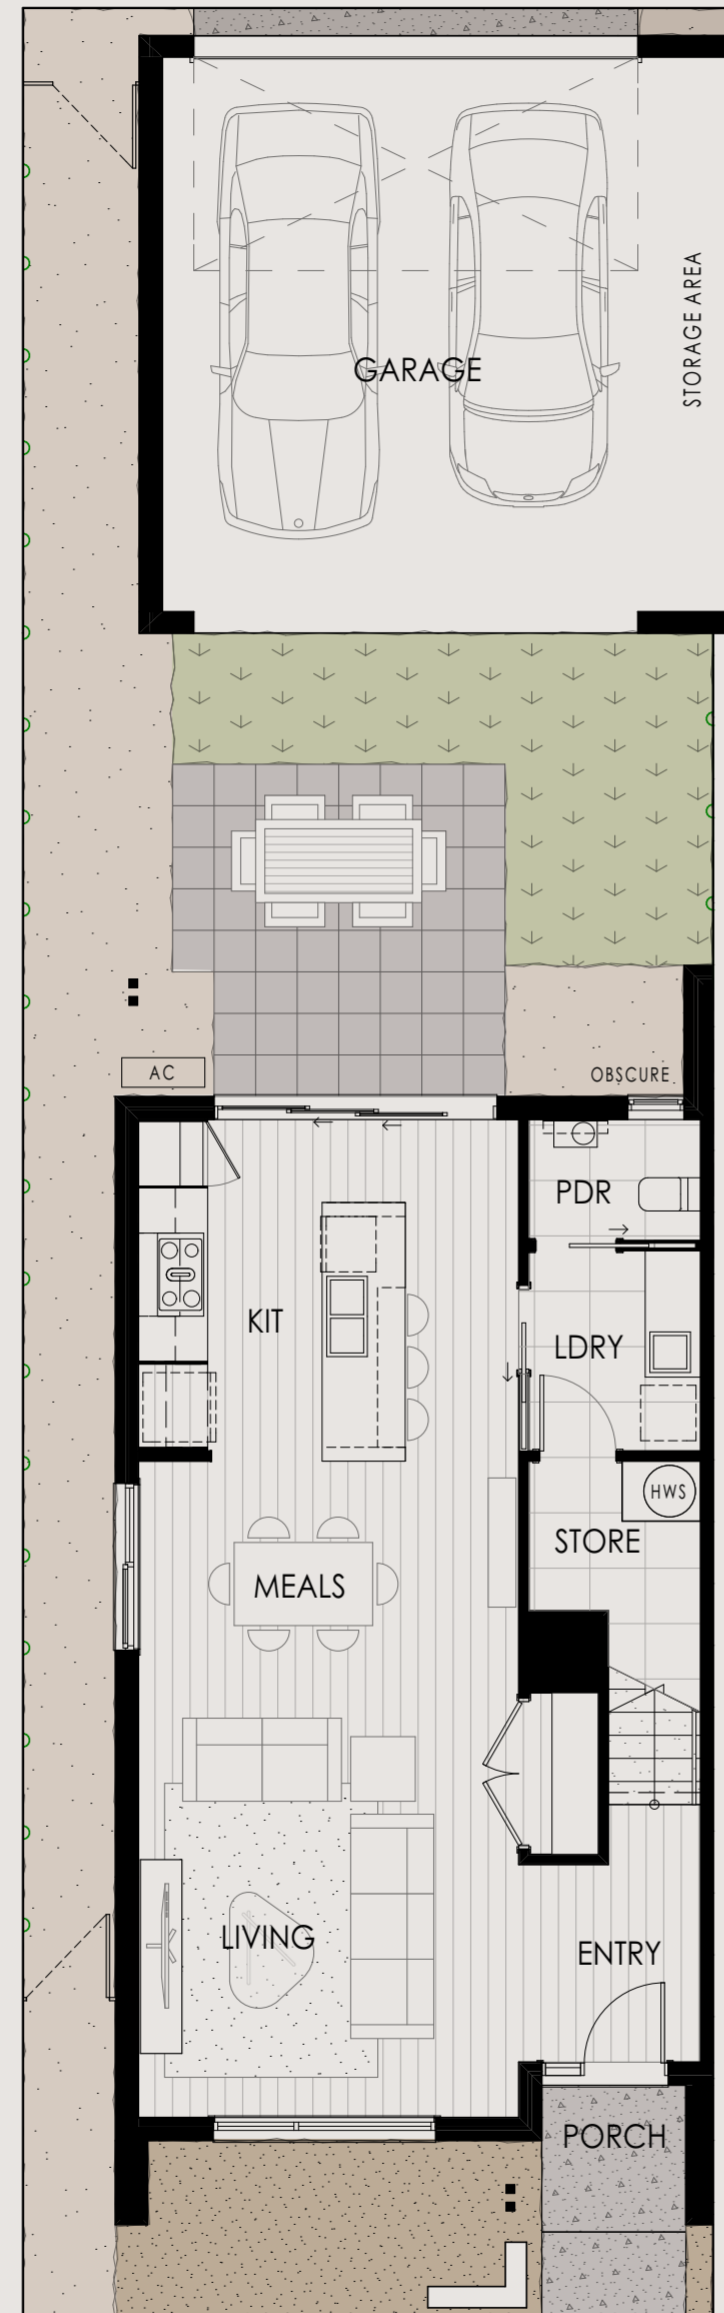 STORAGE AREA
GARAGE
AC
OBSCURE
PDR
KIT
LDRY
HWS
STORE
MEALS
LIVING
ENTRY
PORCH